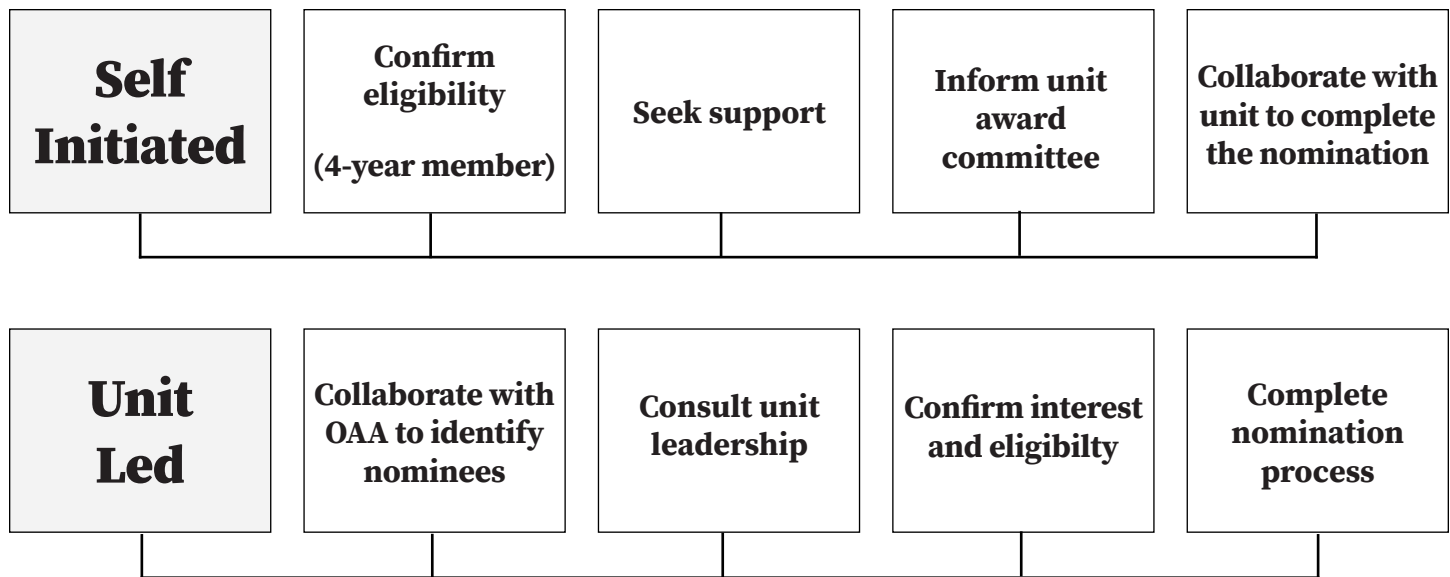 Self
Initiated
Confirm
eligibility
(4-year member)
Seek support
Inform unit
award
committee
Collaborate with
unit to complete
the nomination
Unit
Led
Collaborate with
OAA to identify
nominees
Consult unit
leadership
Confirm interest
and eligibilty
Complete
nomination
process